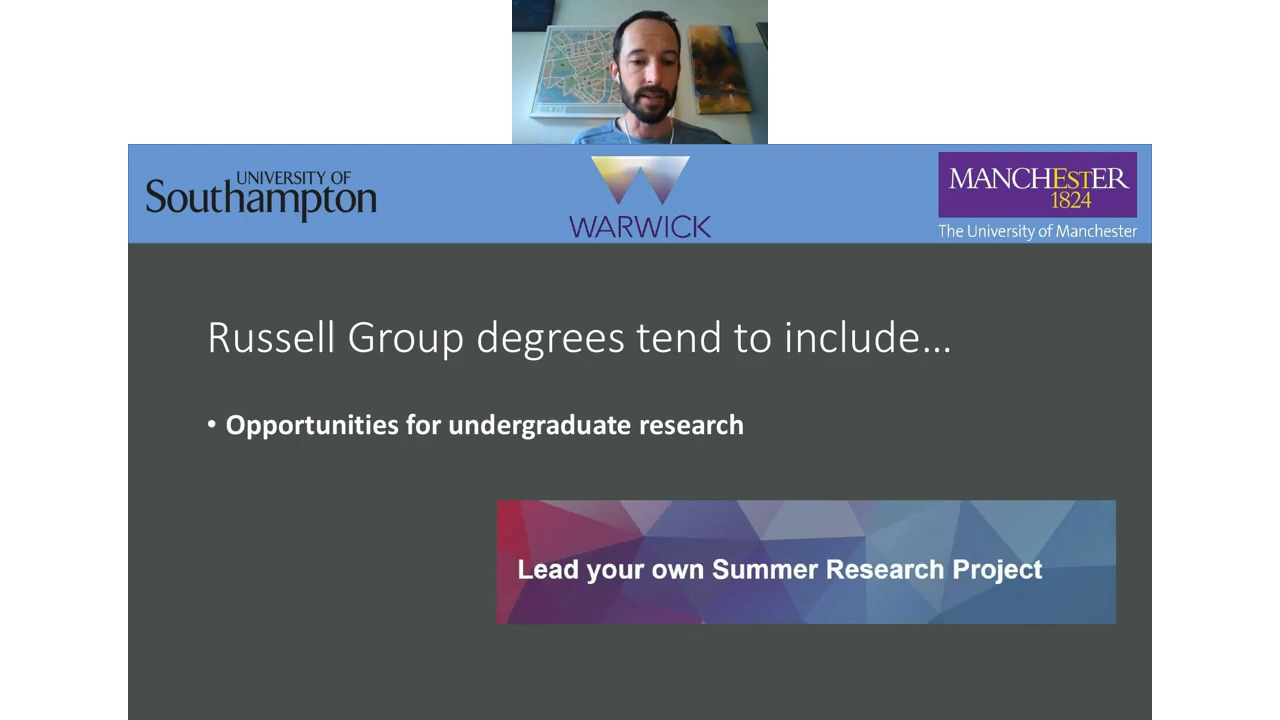 UNIVERSITY OF
Southampton
WARWICK
MANCHESTER
1824
The University of Manchester
Russell Group degrees tend to include...
• Opportunities for undergraduate research
Lead your own Summer Research Project